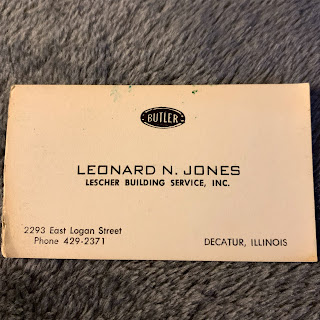 BUTLER
LEONARD N. JONES
LESCHER BUILDING SERVICE, INC.
2293 East Logan Street
Phone 429-2371
DECATUR, ILLINOIS